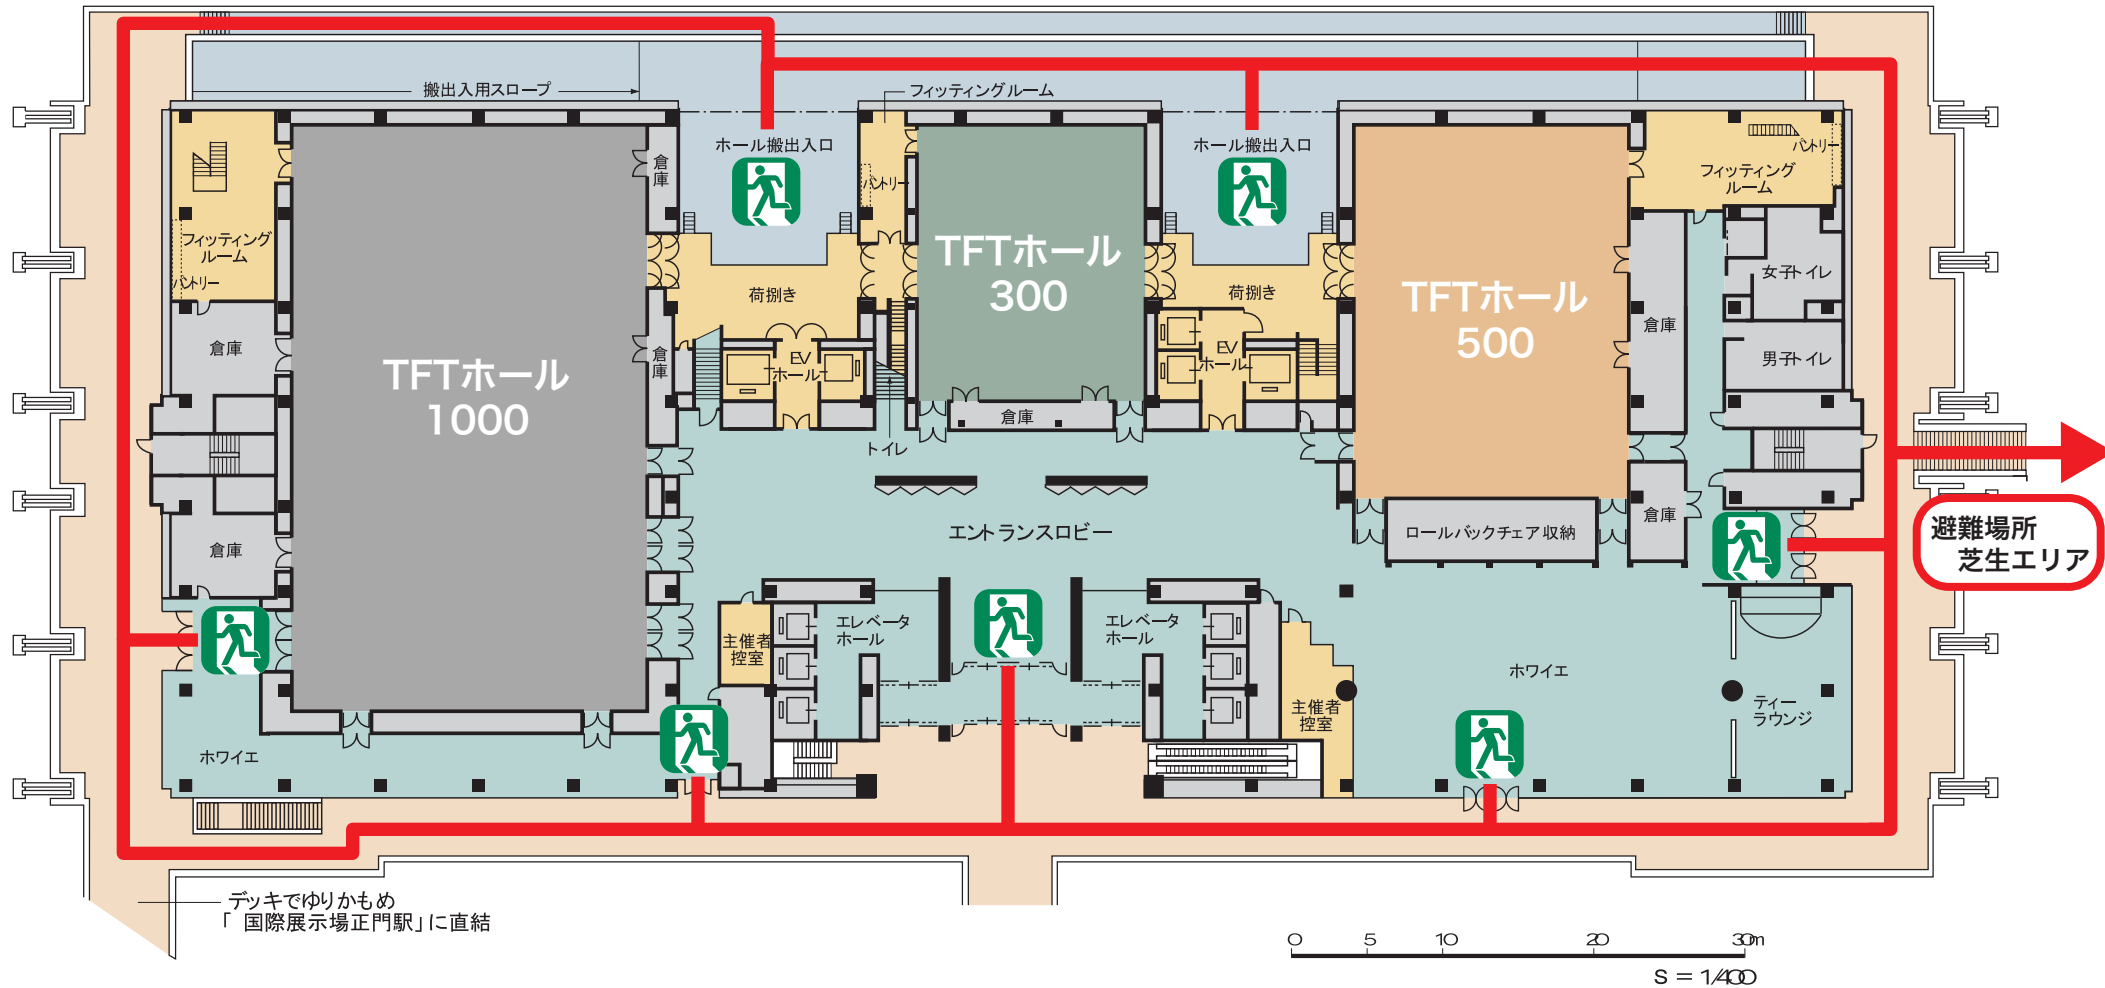 搬出入用スロープ
フィッティングルーム
ホール搬出入口
ホール搬出入口
倉
庫
パントリー
パントリー
フィッティング
ルーム
フィッティング
ルーム
パントリー
TFTホール
300
荷捌き
荷捌き
TFTホール
500
女子トイレ
倉庫
倉庫
男子トイレ
TFTホール
1000
倉
庫
EV
ホール
EV
ホール
倉庫
トイレ
エントランスロビー
ロールバックチェア収納
倉庫
避難場所
芝生エリア
倉庫
主催者
控室
エレベータ
ホール
エレベータ
ホール
ホワイエ
主催者
控室
ティー
ラウンジ
ホワイエ
デッキでゆりかもめ
「国際展示場正門駅」に直結
0 5 10 20 30m
S = 1/400